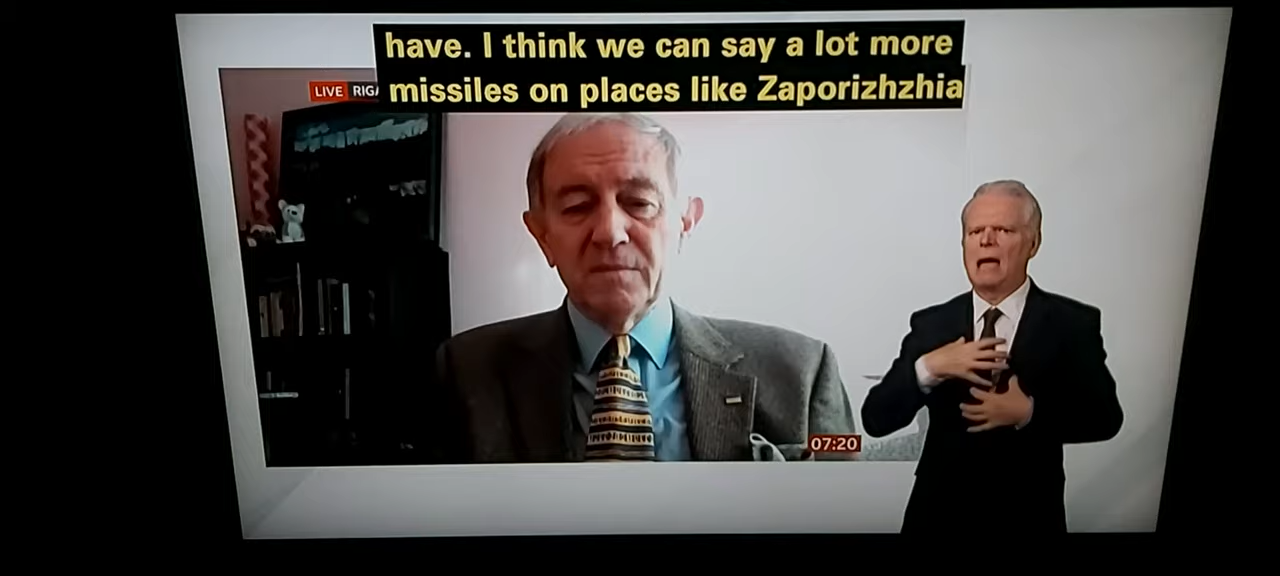 have. I think we can say a lot more
missiles on places like Zaporizhzhia
LIVE RIGA
07:20